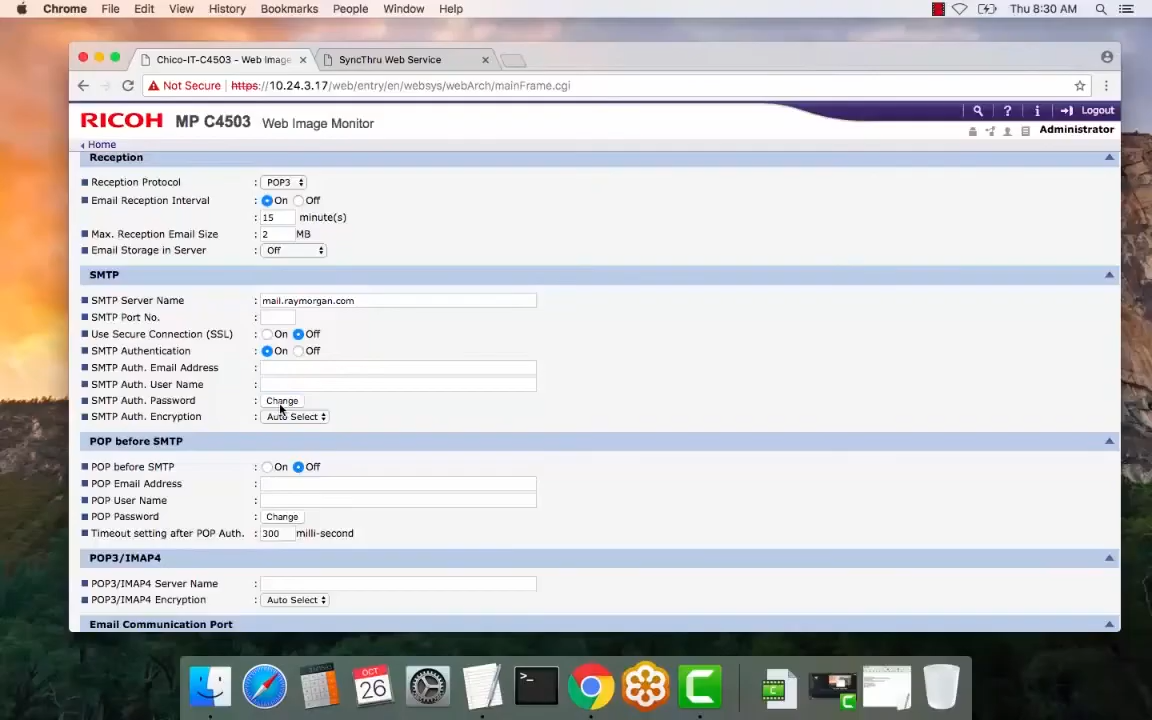 Chrome File Edit View History Bookmarks People Window Help Thu 8:30 AM
Chico-IT-C4503 - Web Image SyncThru Web Service
Not Secure https://10.24.3.17/web/entry/en/websys/webArch/mainFrame.cgi
? i Logout
RICOH MP C4503 Web Image Monitor Administrator
Home
Reception
Reception Protocol : POP3
Email Reception Interval : On Off
: 15 minute(s)
Max. Reception Email Size : 2 MB
Email Storage in Server : Off
SMTP
SMTP Server Name : mail.raymorgan.com
SMTP Port No. :
Use Secure Connection (SSL) : On Off
SMTP Authentication : On Off
SMTP Auth. Email Address :
SMTP Auth. User Name :
SMTP Auth. Password : Change
SMTP Auth. Encryption : Auto Select
POP before SMTP
POP before SMTP : On Off
POP Email Address :
POP User Name :
POP Password : Change
Timeout setting after POP Auth. : 300 milli-second
POP3/IMAP4
POP3/IMAP4 Server Name :
POP3/IMAP4 Encryption : Auto Select
Email Communication Port
OCT
26
>_
C